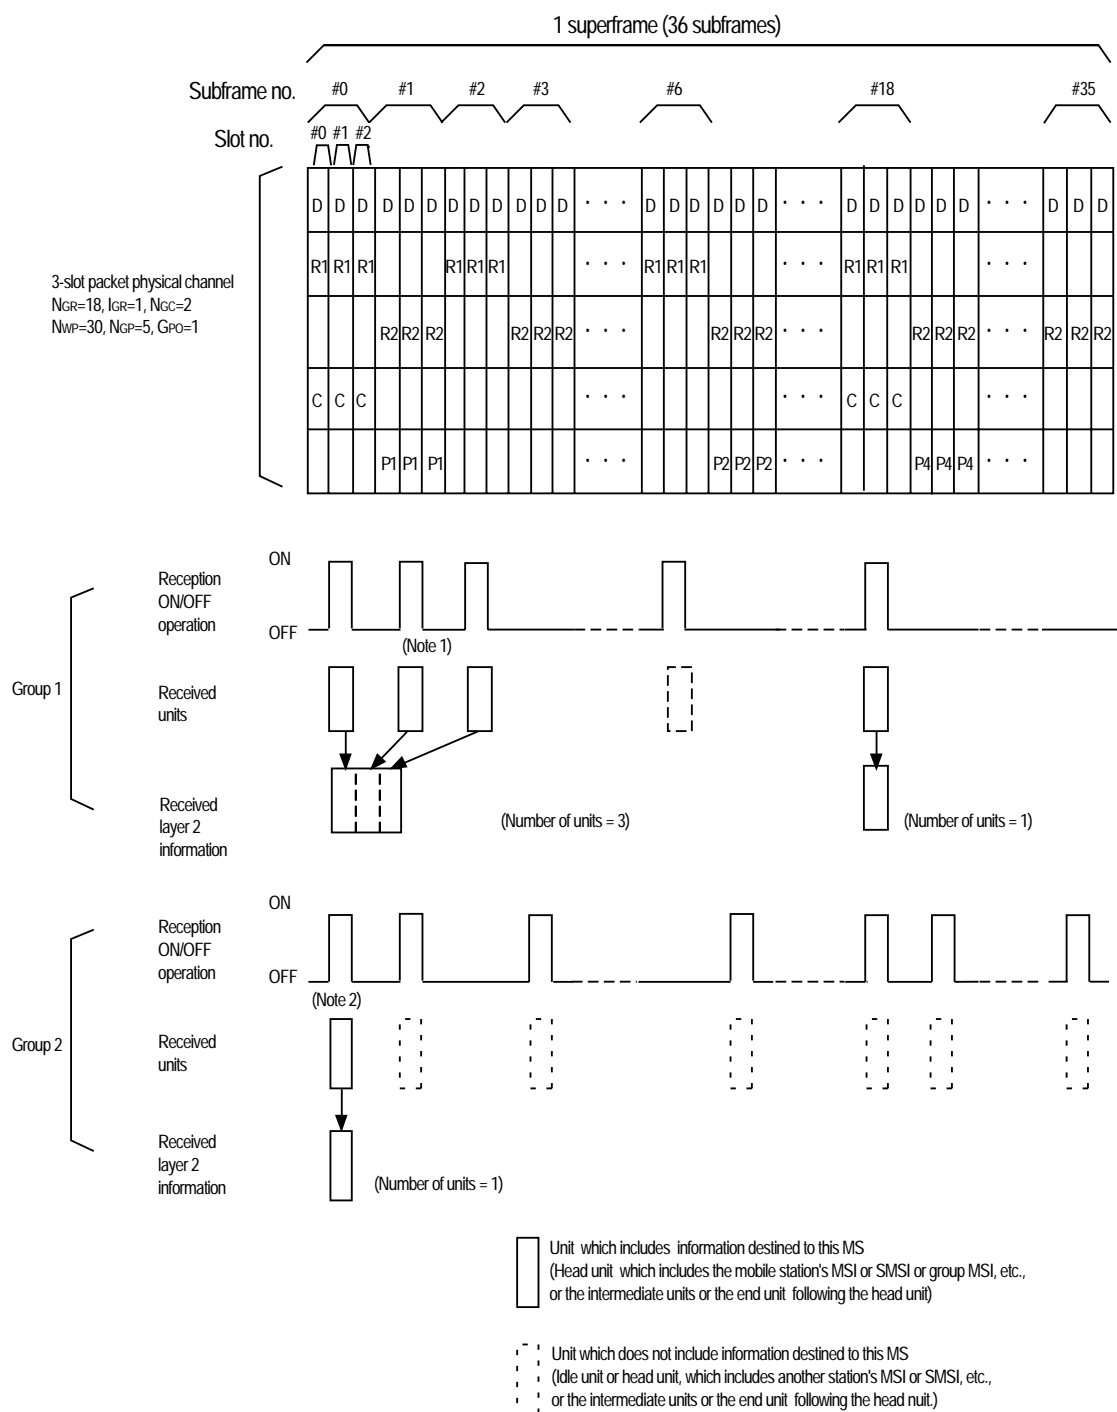 1 superframe (36 subframes)
Subframe no. #0 #1 #2 #3 #6 #18 #35
Slot no. #0 #1 #2
D D D D D D D D D D D D · · · D D D D D D · · · D D D D D D · · · D D D
R1 R1 R1 R1 R1 R1 · · · R1 R1 R1 · · · R1 R1 R1 · · ·
3-slot packet physical channel
NGR=18, IGR=1, NGC=2
NWP=30, NGP=5, GPO=1
R2 R2 R2 R2 R2 R2 · · · R2 R2 R2 · · · R2 R2 R2 · · · R2 R2 R2
C C C · · · · · · C C C · · ·
P1 P1 P1 · · · P2 P2 P2 · · · P4 P4 P4 · · ·
Group 1
Reception
ON/OFF
operation
ON
OFF
(Note 1)
Received
units
Received
layer 2
information
(Number of units = 3)
(Number of units = 1)
Group 2
Reception
ON/OFF
operation
ON
OFF
(Note 2)
Received
units
Received
layer 2
information
(Number of units = 1)
Unit which includes information destined to this MS
(Head unit which includes the mobile station's MSI or SMSI or group MSI, etc.,
or the intermediate units or the end unit following the head unit)
Unit which does not include information destined to this MS
(Idle unit or head unit, which includes another station's MSI or SMSI, etc.,
or the intermediate units or the end unit following the head nuit.)